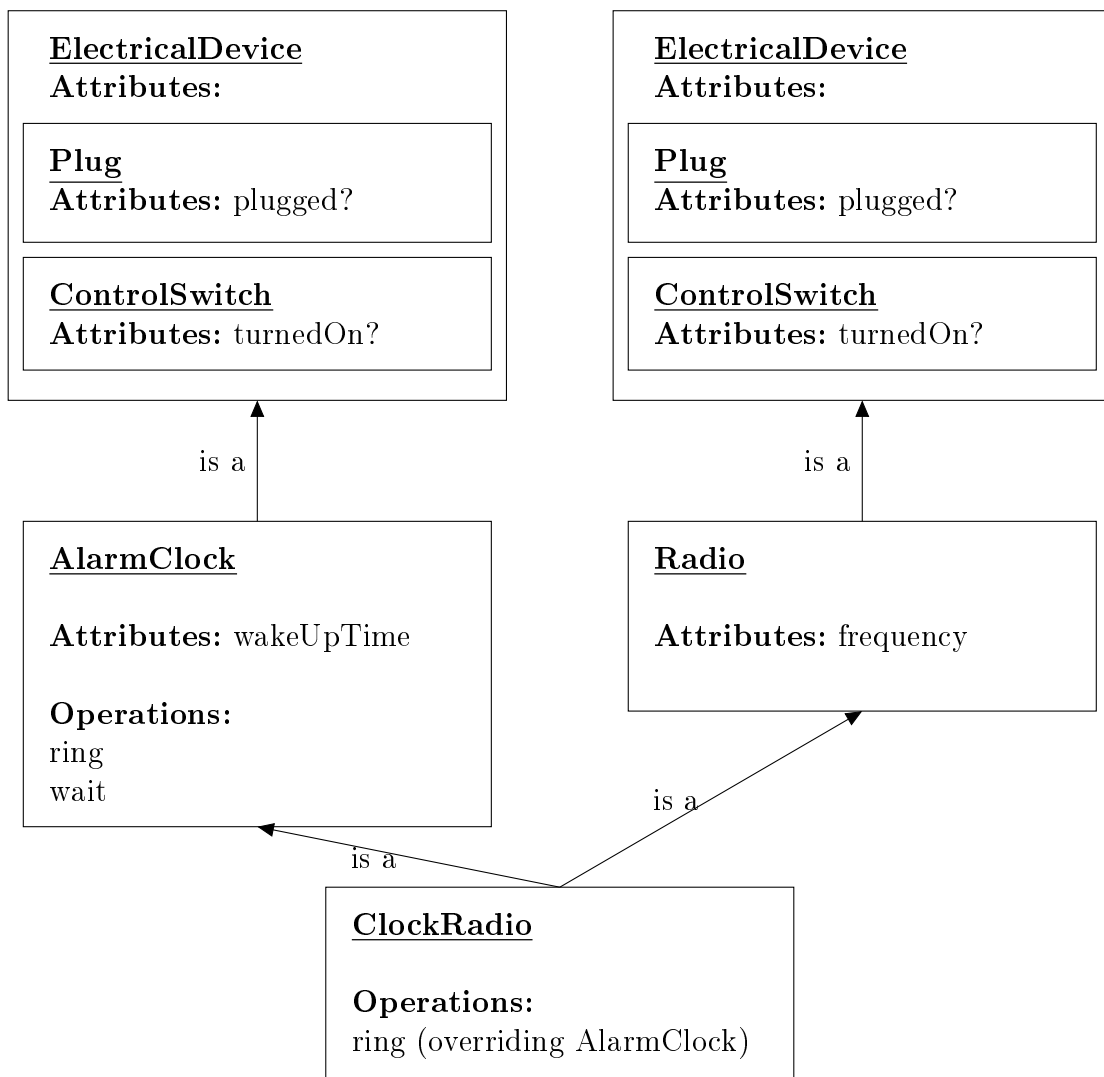 ElectricalDevice
Attributes:
Plug
Attributes: plugged?
ControlSwitch
Attributes: turnedOn?
ElectricalDevice
Attributes:
Plug
Attributes: plugged?
ControlSwitch
Attributes: turnedOn?
is a
is a
AlarmClock
Attributes: wakeUpTime
Operations:
ring
wait
Radio
Attributes: frequency
is a
is a
ClockRadio
Operations:
ring (overriding AlarmClock)